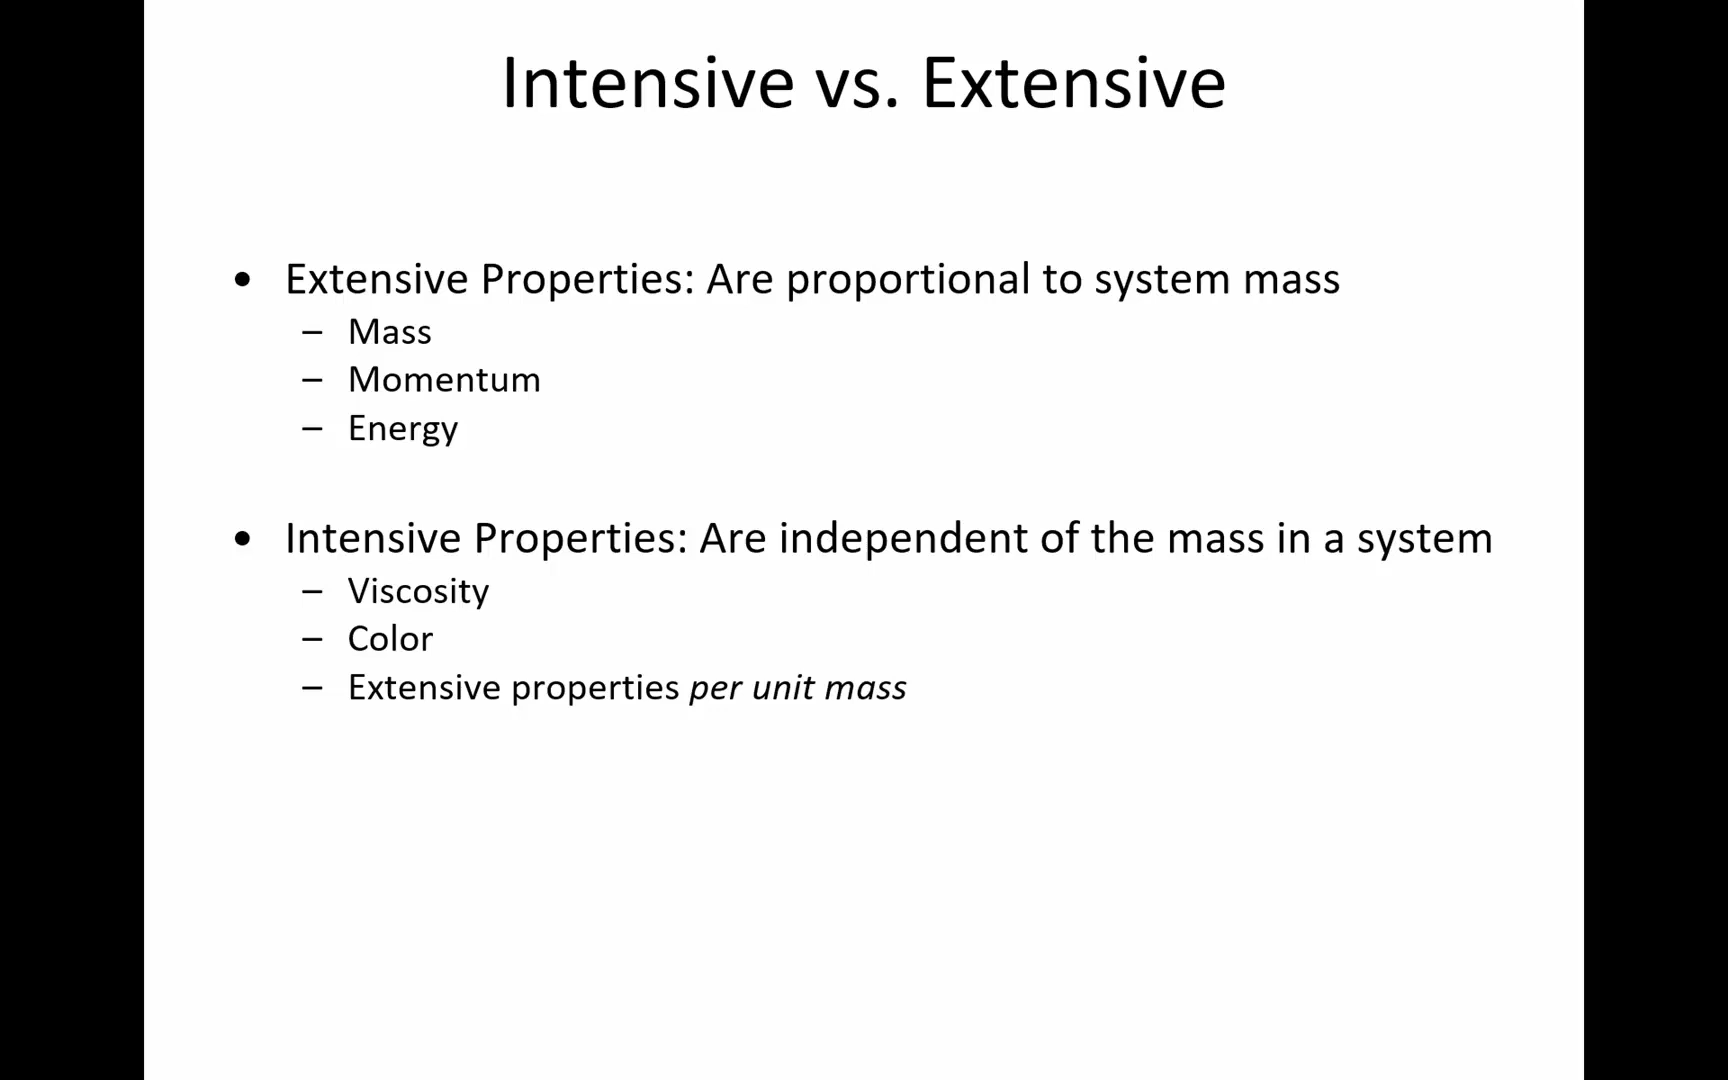 Intensive vs. Extensive
• Extensive Properties: Are proportional to system mass
– Mass
– Momentum
– Energy
• Intensive Properties: Are independent of the mass in a system
– Viscosity
– Color
– Extensive properties per unit mass